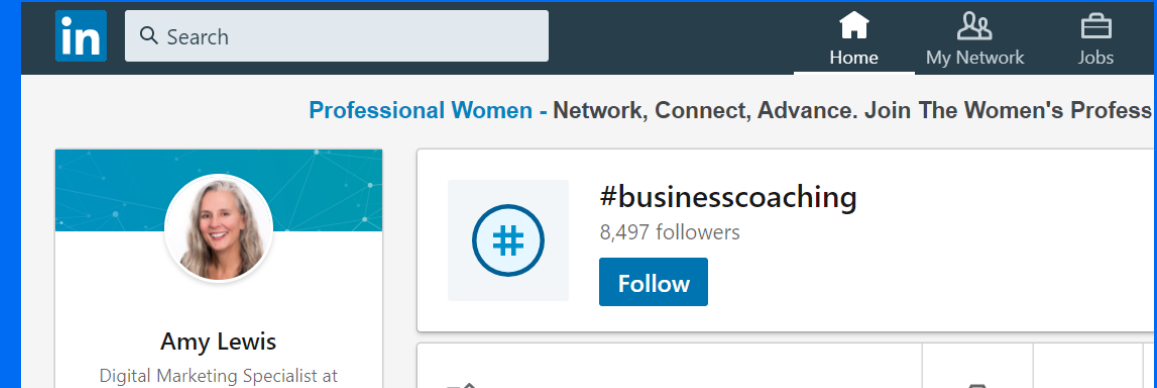 in
Search
Home
My Network
Jobs
Professional Women - Network, Connect, Advance. Join The Women's Profess
#
#businesscoaching
8,497 followers
Follow
Amy Lewis
Digital Marketing Specialist at